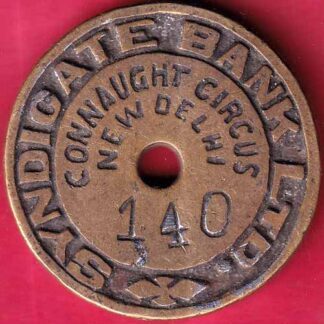 SYNDICATE BANK LTD.
CONNAUGHT CIRCUS
NEW DELHI
140